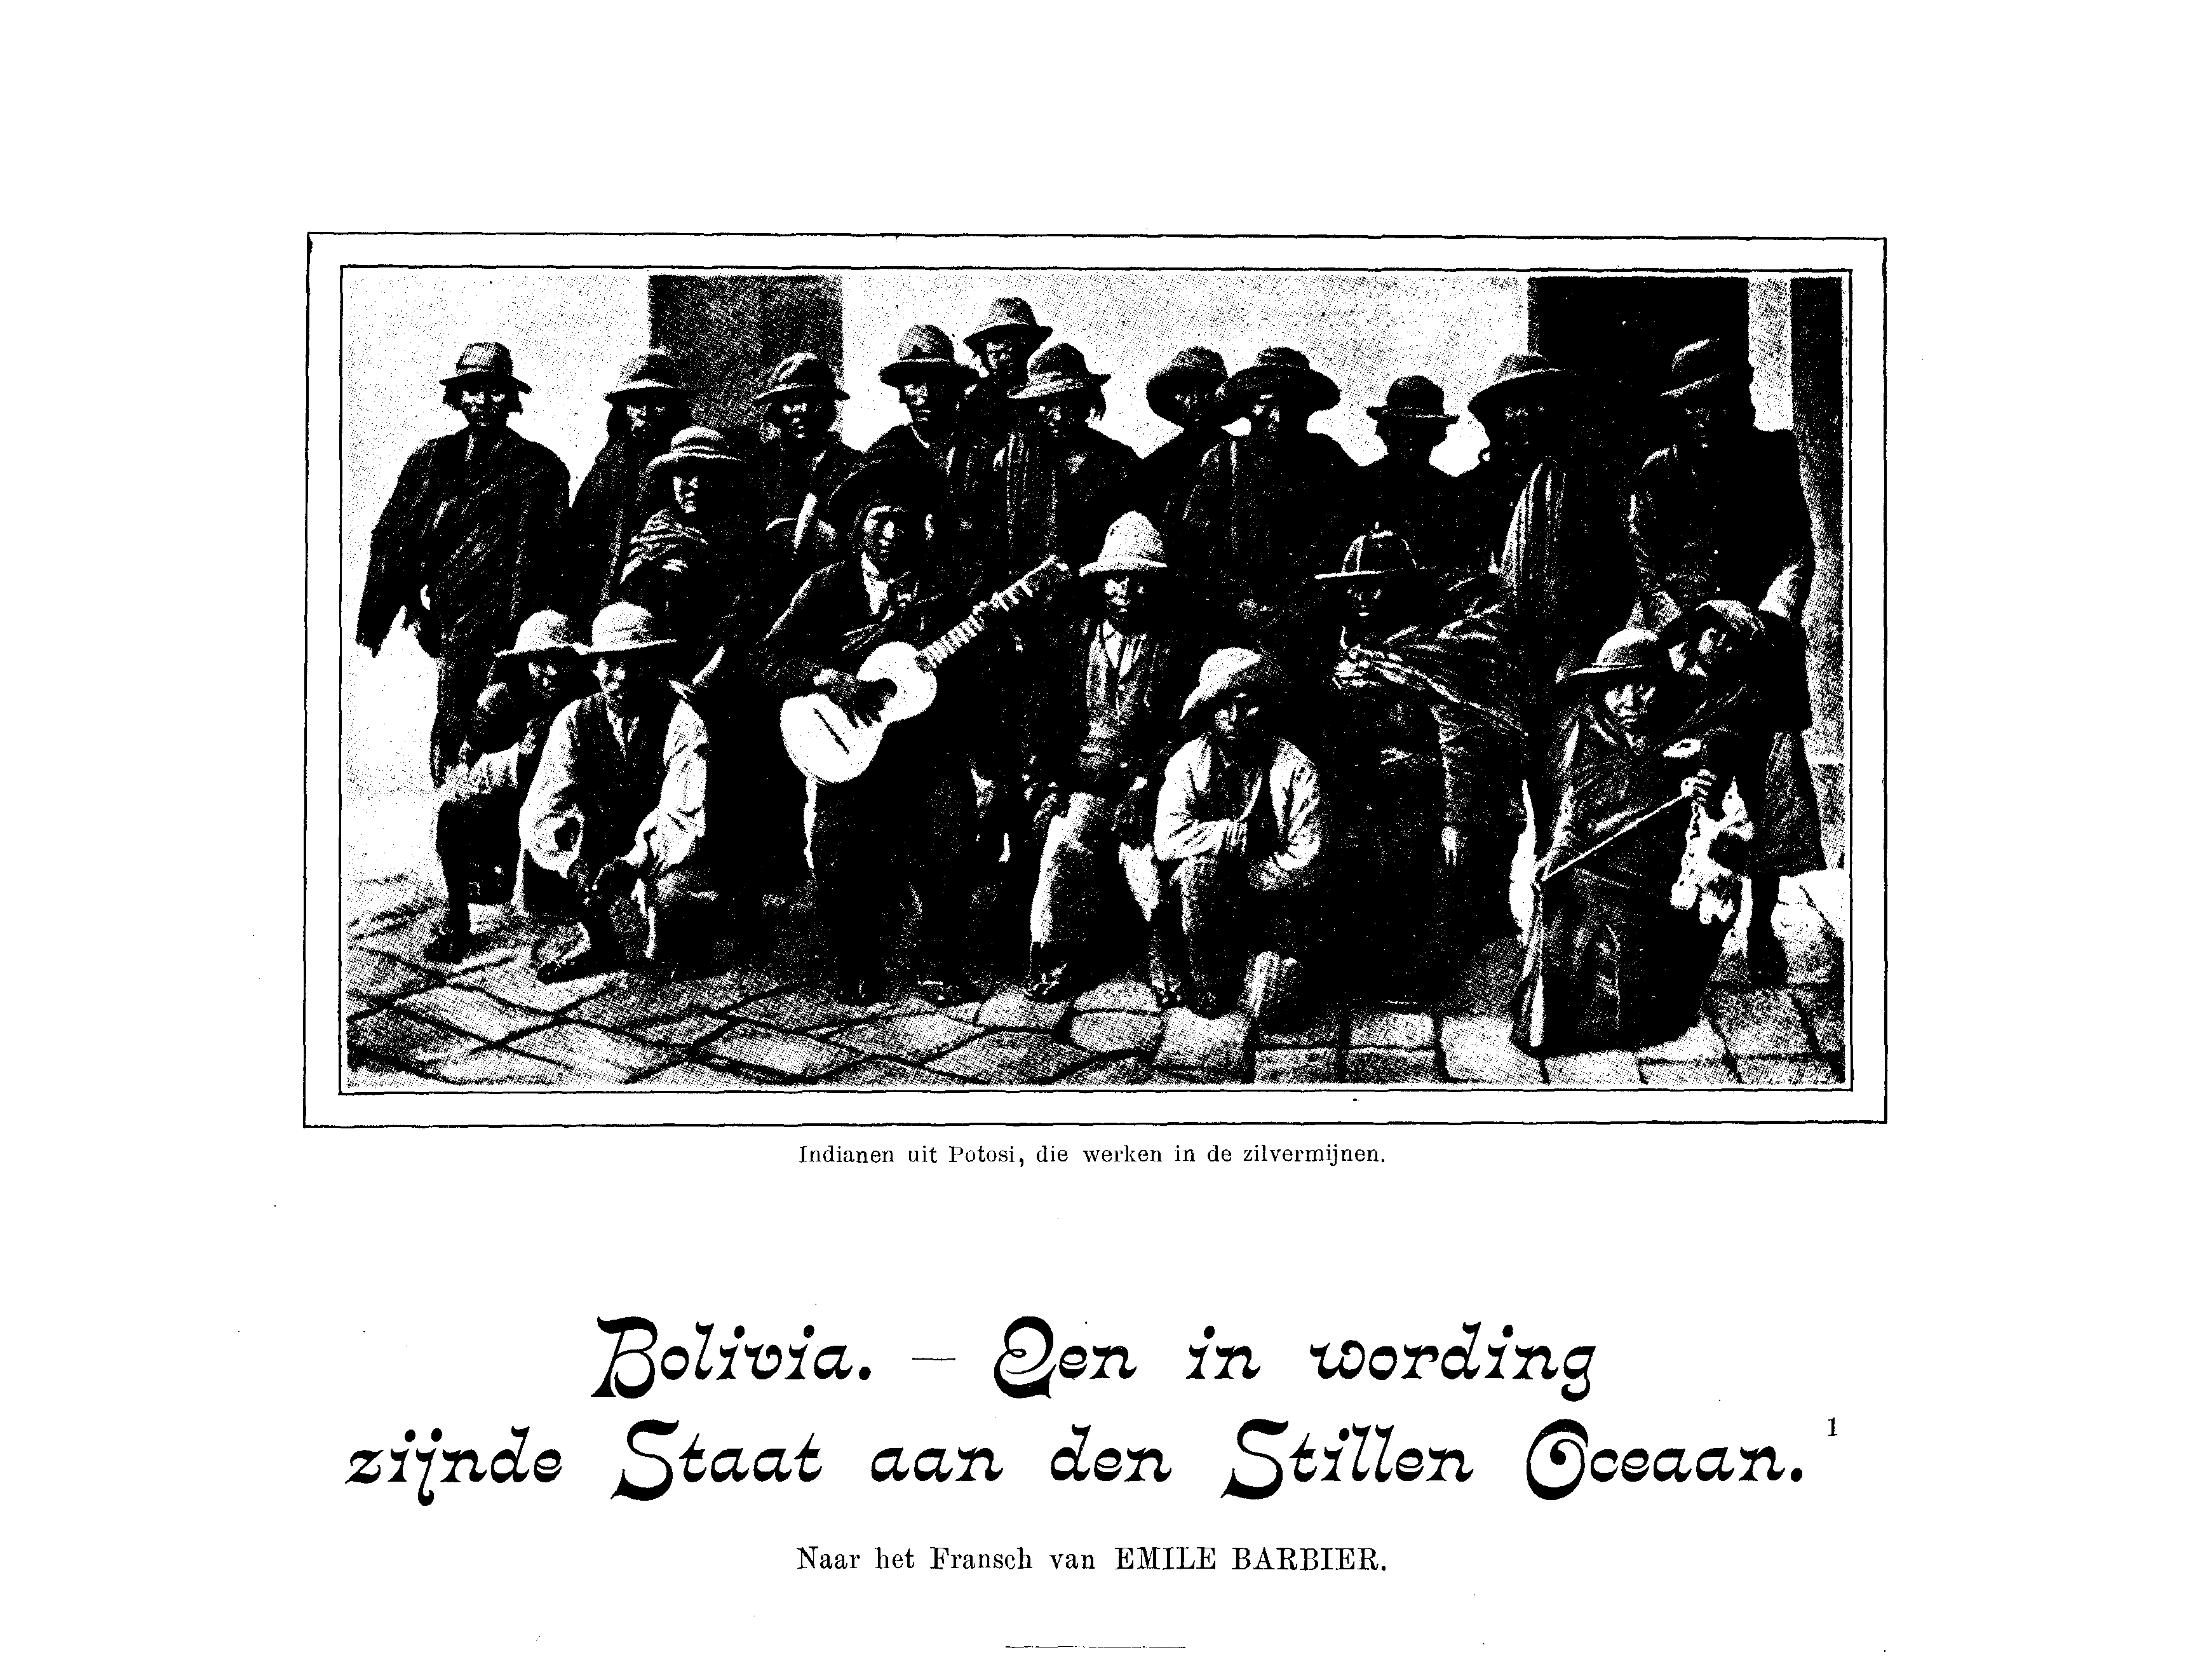 Indianen uit Potosi, die werken in de zilvermijnen.
Bolivia. — Een in wording
zijnde Staat aan den Stillen Oceaan. 1
Naar het Fransch van EMILE BARBIER.